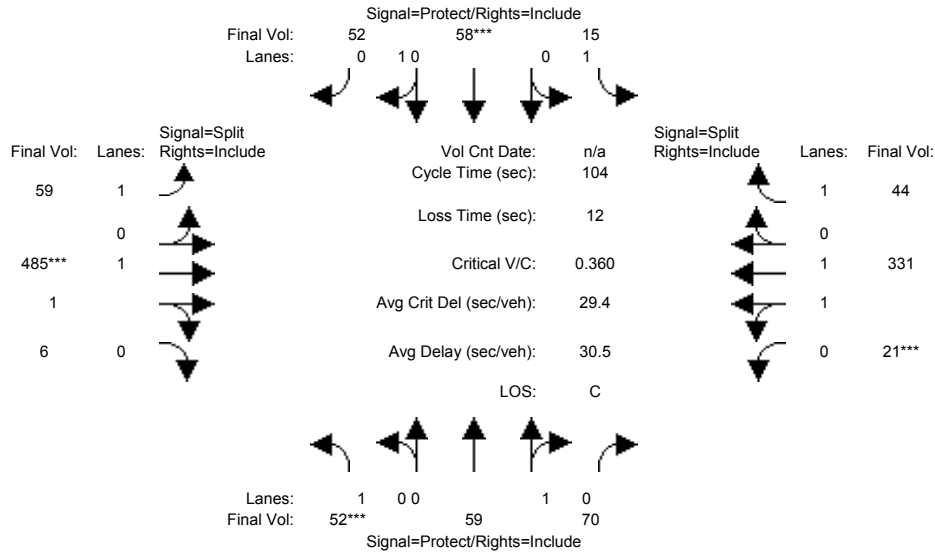 Signal=Protect/Rights=Include
Final Vol: 52 58*** 15
Lanes: 0 1 0 0 1
Signal=Split Signal=Split
Final Vol: Lanes: Rights=Include Vol Cnt Date: n/a Rights=Include Lanes: Final Vol:
Cycle Time (sec): 104
59 1 1 44
Loss Time (sec): 12
0 0
485*** 1 Critical V/C: 0.360 1 331
1 Avg Crit Del (sec/veh): 29.4 1
6 0 Avg Delay (sec/veh): 30.5 0 21***
LOS: C
Lanes: 1 0 0 1 0
Final Vol: 52*** 59 70
Signal=Protect/Rights=Include